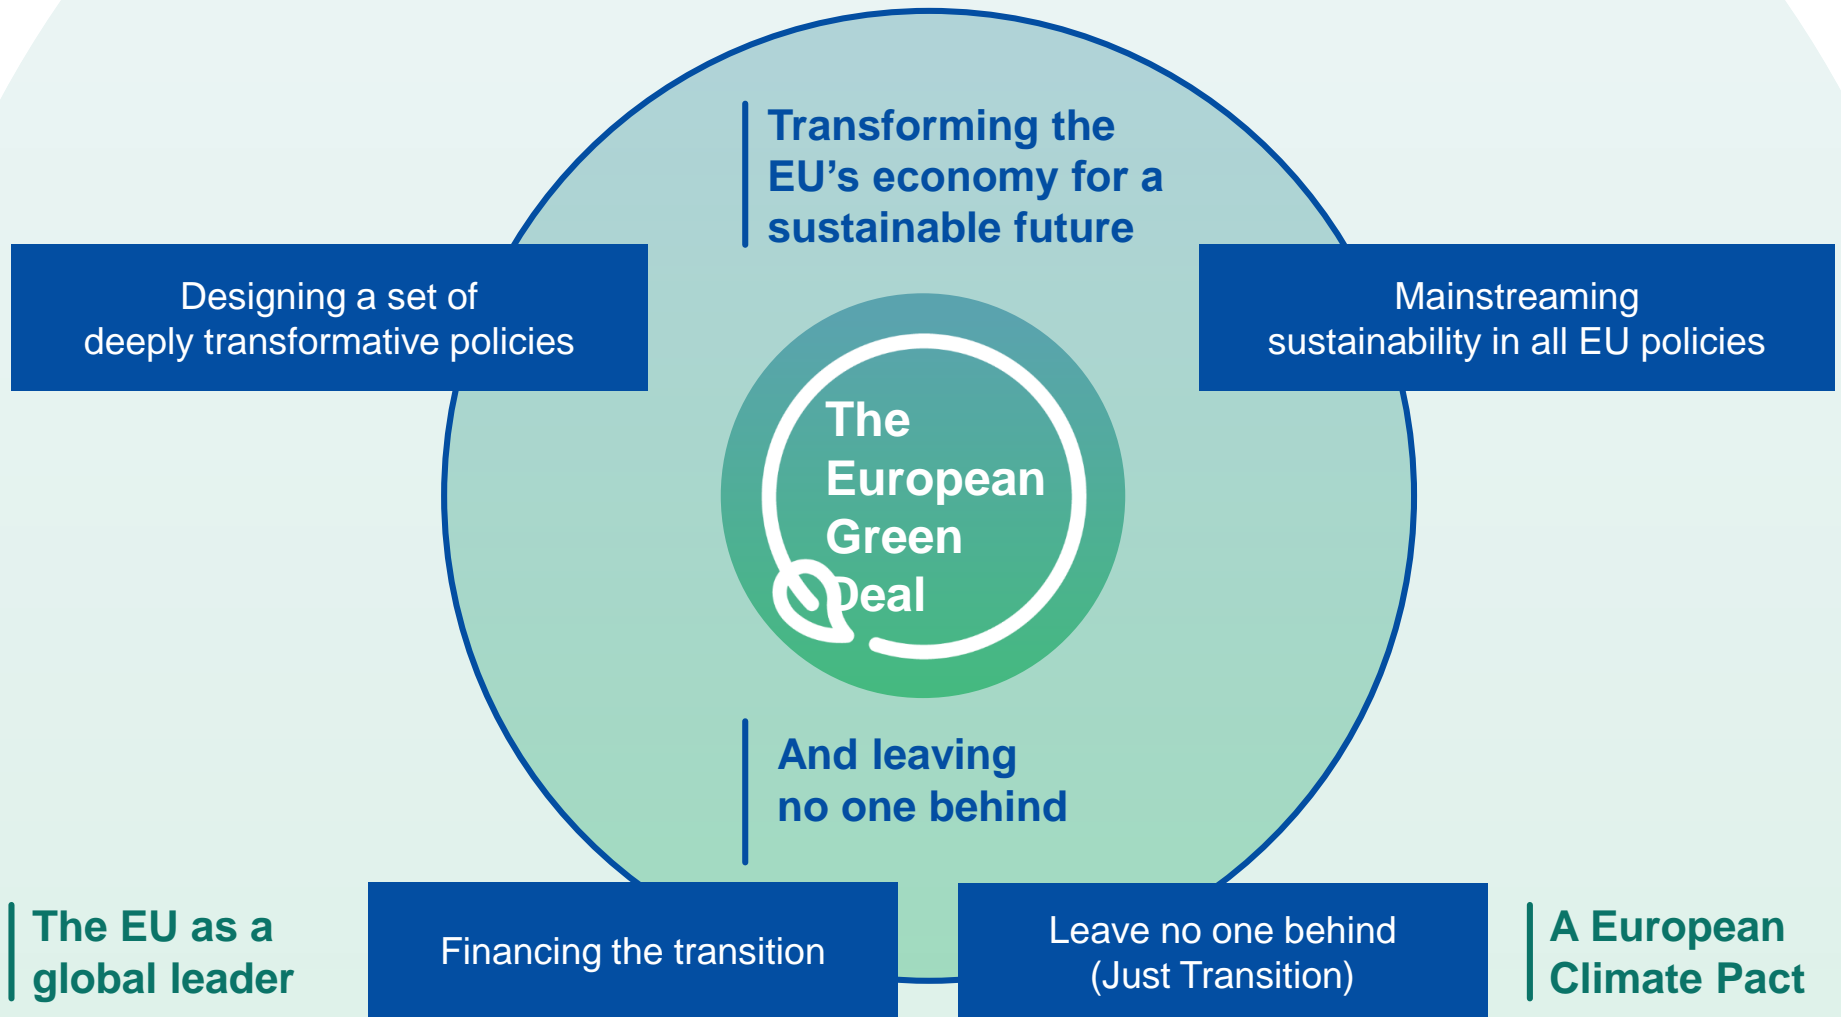 Transforming the
EU’s economy for a
sustainable future
Designing a set of
deeply transformative policies
Mainstreaming
sustainability in all EU policies
The
European
Green
Deal
And leaving
no one behind
The EU as a
global leader
Financing the transition
Leave no one behind
(Just Transition)
A European
Climate Pact